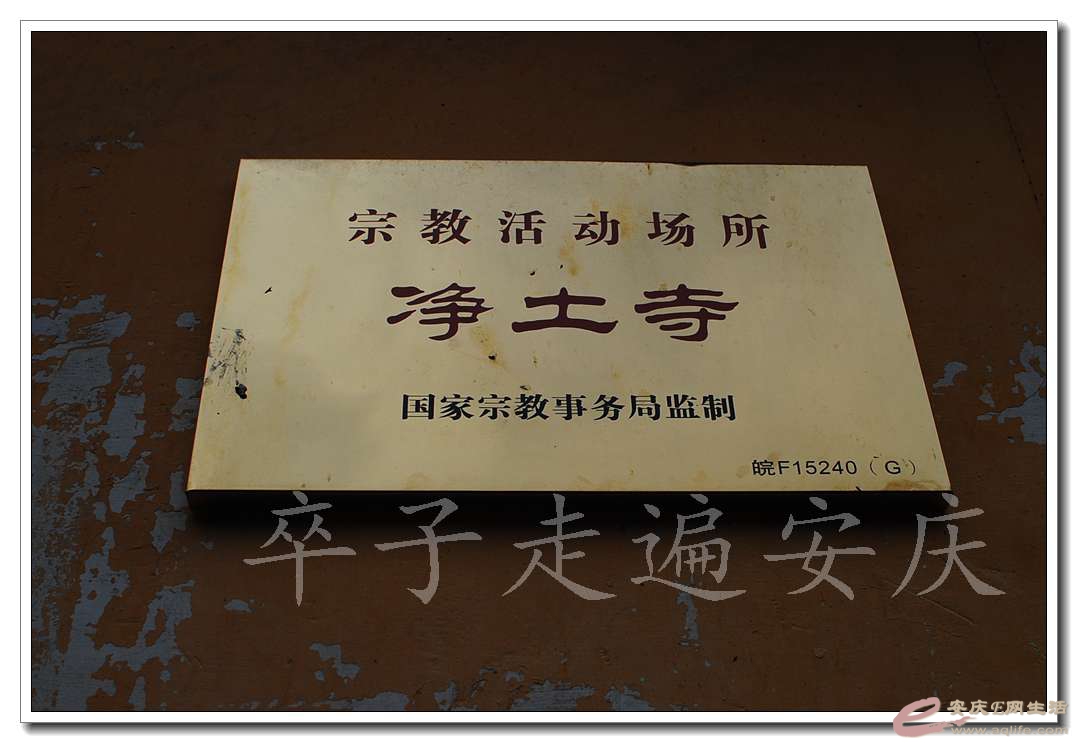 宗教活动场所
净土寺
国家宗教事务局监制
皖F15240（G）
卒子走遍安庆
安庆E网生活
www.aqlife.com